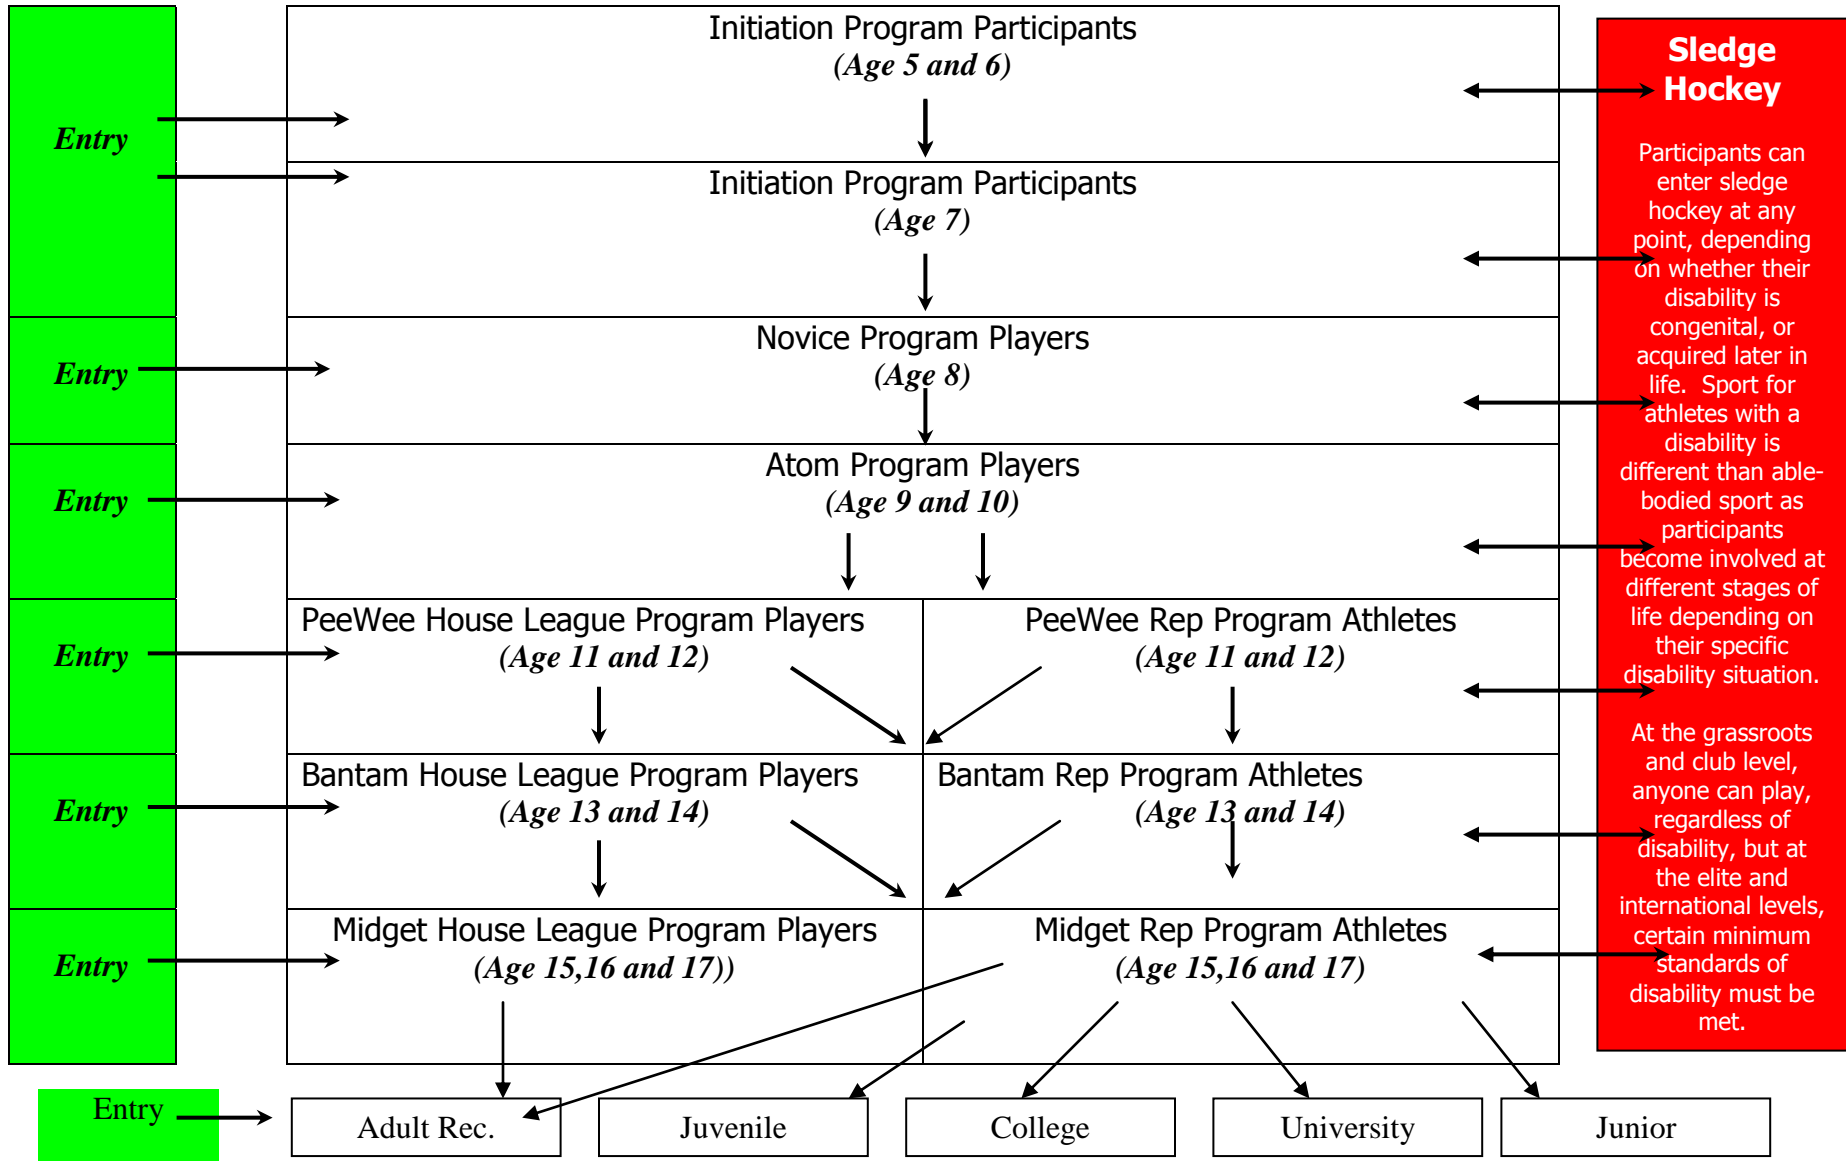 Initiation Program Participants
(Age 5 and 6)
Entry
Initiation Program Participants
(Age 7)
Novice Program Players
(Age 8)
Entry
Atom Program Players
(Age 9 and 10)
Entry
PeeWee House League Program Players
(Age 11 and 12)
PeeWee Rep Program Athletes
(Age 11 and 12)
Entry
Bantam House League Program Players
(Age 13 and 14)
Bantam Rep Program Athletes
(Age 13 and 14)
Entry
Midget House League Program Players
(Age 15,16 and 17))
Midget Rep Program Athletes
(Age 15,16 and 17)
Entry
Entry
Adult Rec.
Juvenile
College
University
Junior
Sledge
Hockey
Participants can
enter sledge
hockey at any
point, depending
on whether their
disability is
congenital, or
acquired later in
life. Sport for
athletes with a
disability is
different than able-
bodied sport as
participants
become involved at
different stages of
life depending on
their specific
disability situation.
At the grassroots
and club level,
anyone can play,
regardless of
disability, but at
the elite and
international levels,
certain minimum
standards of
disability must be
met.